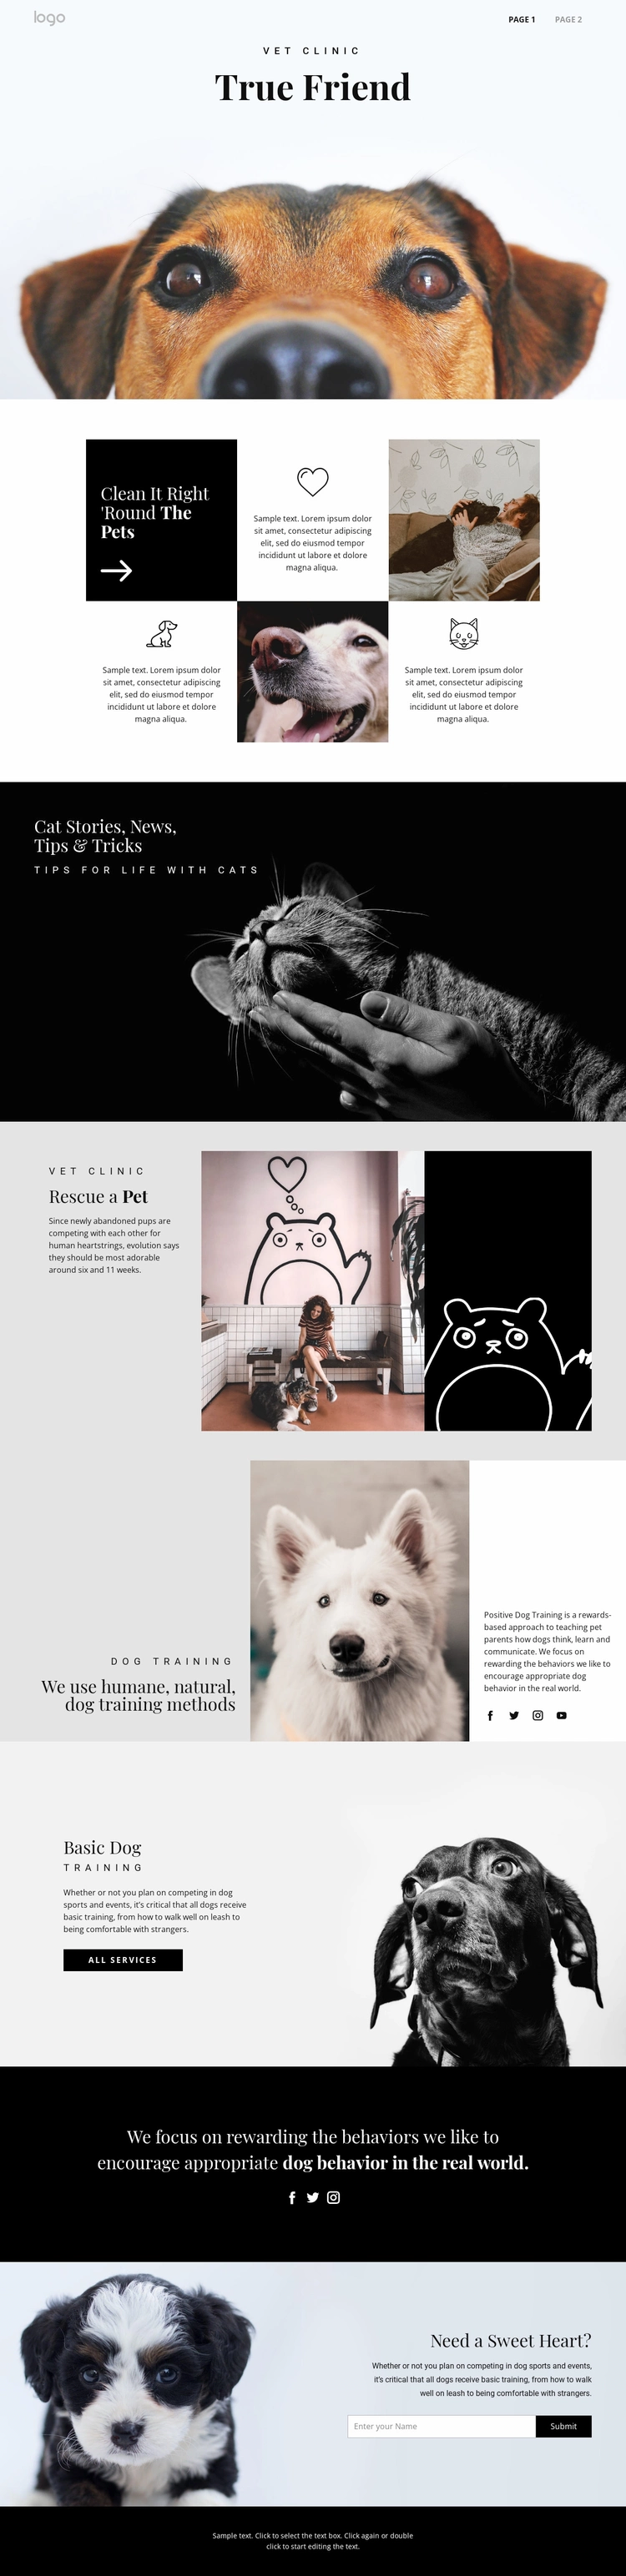 logo
PAGE 1 PAGE 2
VET CLINIC
True Friend
Clean It Right
'Round The
Pets
Sample text. Lorem ipsum dolor
sit amet, consectetur adipiscing
elit, sed do eiusmod tempor
incididunt ut labore et dolore
magna aliqua.
Sample text. Lorem ipsum dolor
sit amet, consectetur adipiscing
elit, sed do eiusmod tempor
incididunt ut labore et dolore
magna aliqua.
Sample text. Lorem ipsum dolor
sit amet, consectetur adipiscing
elit, sed do eiusmod tempor
incididunt ut labore et dolore
magna aliqua.
Cat Stories, News,
Tips & Tricks
TIPS FOR LIFE WITH CATS
VET CLINIC
Rescue a Pet
Since newly abandoned pups are
competing with each other for
human heartstrings, evolution says
they should be most adorable
around six and 11 weeks.
DOG TRAINING
We use humane, natural,
dog training methods
Positive Dog Training is a rewards-
based approach to teaching pet
parents how dogs think, learn and
communicate. We focus on
rewarding the behaviors we like to
encourage appropriate dog
behavior in the real world.
Basic Dog
TRAINING
Whether or not you plan on competing in dog
sports and events, it's critical that all dogs receive
basic training, from how to walk well on leash to
being comfortable with strangers.
ALL SERVICES
We focus on rewarding the behaviors we like to
encourage appropriate dog behavior in the real world.
Need a Sweet Heart?
Whether or not you plan on competing in dog sports and events,
it's critical that all dogs receive basic training, from how to walk
well on leash to being comfortable with strangers.
Enter your Name
Submit
Sample text. Click to select the text box. Click again or double
click to start editing the text.